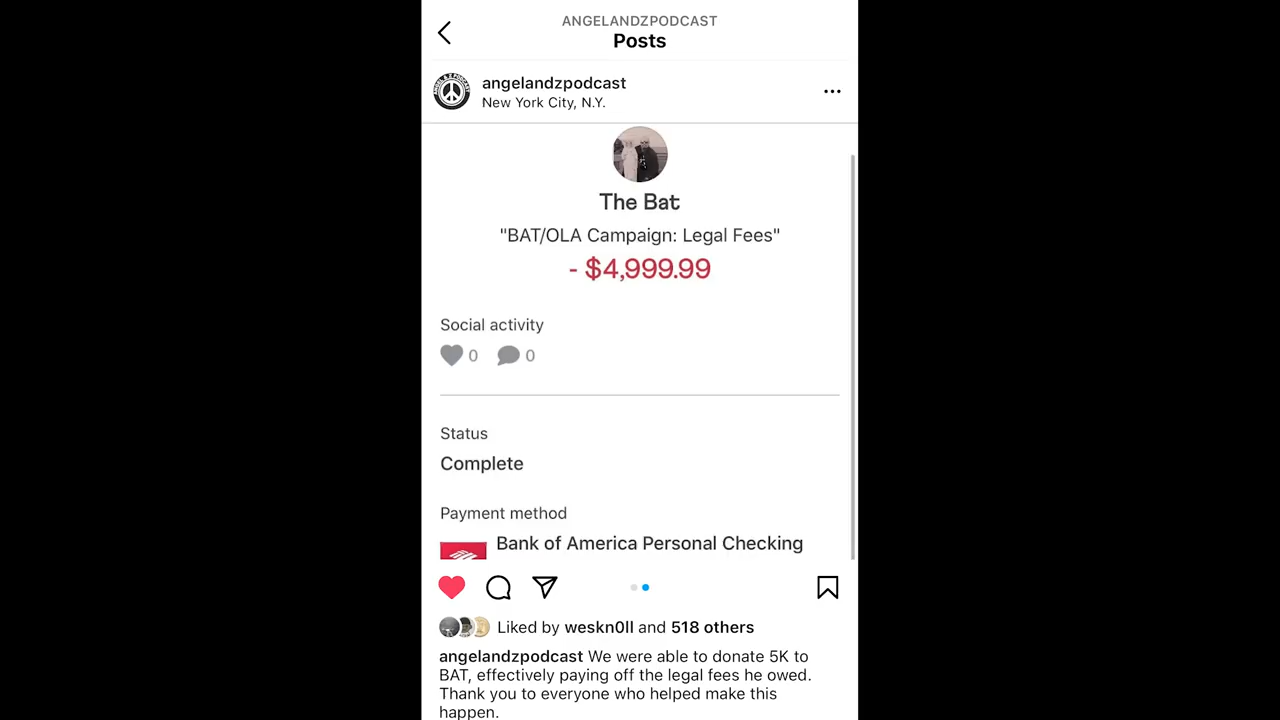 ANGELANDZPODCAST
Posts
angelandzpodcast
New York City, N.Y.
The Bat
"BAT/OLA Campaign: Legal Fees"
- $4,999.99
Social activity
0 0
Status
Complete
Payment method
Bank of America Personal Checking
Liked by weskn0ll and 518 others
angelandzpodcast We were able to donate 5K to
BAT, effectively paying off the legal fees he owed.
Thank you to everyone who helped make this
happen.